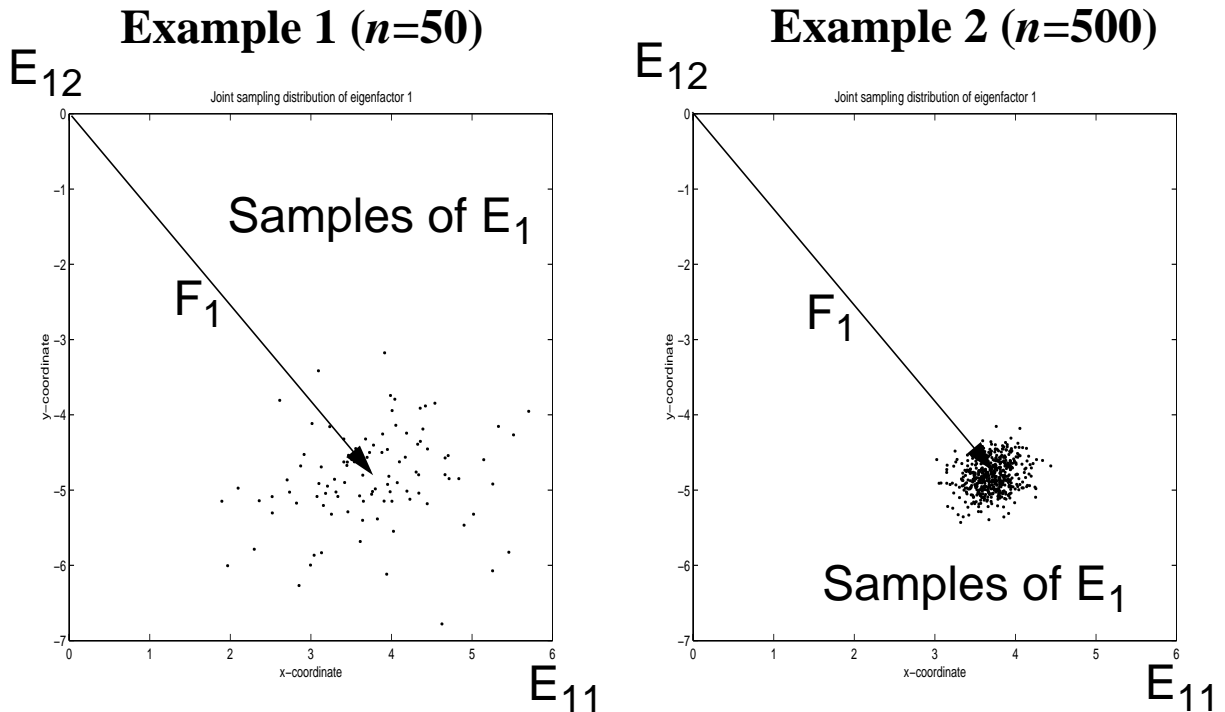 Example 1 (n=50)
E12
Joint sampling distribution of eigenfactor 1
0
−1
−2
−3
−4
−5
−6
−7
y−coordinate
Samples of E1
F1
0 1 2 3 4 5 6
x−coordinate
E11
Example 2 (n=500)
E12
Joint sampling distribution of eigenfactor 1
0
−1
−2
−3
−4
−5
−6
−7
y−coordinate
F1
Samples of E1
0 1 2 3 4 5 6
x−coordinate
E11